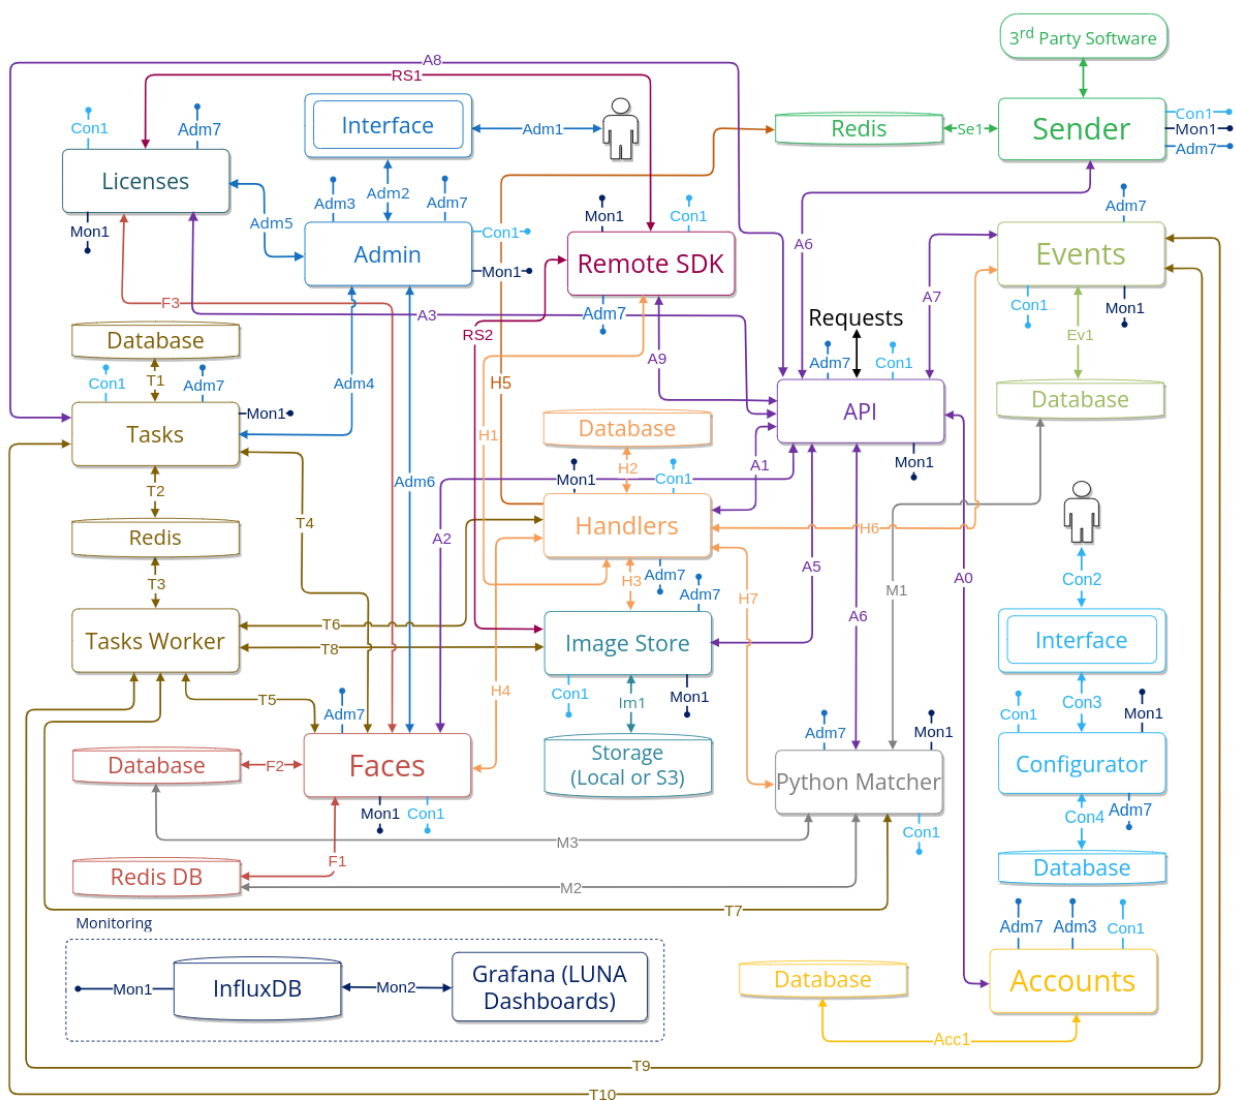 3rd Party Software
A8
RS1
Con1
Adm7
Interface
Adm1
Redis
Se1
Sender
Con1
Mon1
Adm7
Licenses
Adm3
Adm2
Adm7
Mon1
Con1
Adm7
Mon1
Adm5
Admin
Con1
Mon1
Remote SDK
A6
Events
F3
A3
Adm7
A7
Con1
Mon1
Requests
Database
RS2
Ev1
T1
Con1
Adm7
Adm4
H5
A9
Adm7
Con1
API
Database
Mon1
Tasks
H1
Database
T2
Adm6
Mon1
H2
Con1
A1
Mon1
T4
Handlers
H6
Redis
A2
T3
H3
Adm7
Adm7
A5
M1
A0
Con2
H7
A6
T6
Tasks Worker
T8
Image Store
Interface
H4
Con1
Im1
Mon1
T5
Adm7
Con1
Con3
Mon1
Adm7
Mon1
Storage
(Local or S3)
Database
F2
Faces
Python Matcher
Configurator
Mon1
Con1
Con1
Con4
Adm7
M3
F1
Database
Redis DB
M2
T7
Monitoring
Adm7
Adm3
Con1
Mon1
InfluxDB
Mon2
Grafana (LUNA
Dashboards)
Database
Accounts
Acc1
T9
T10